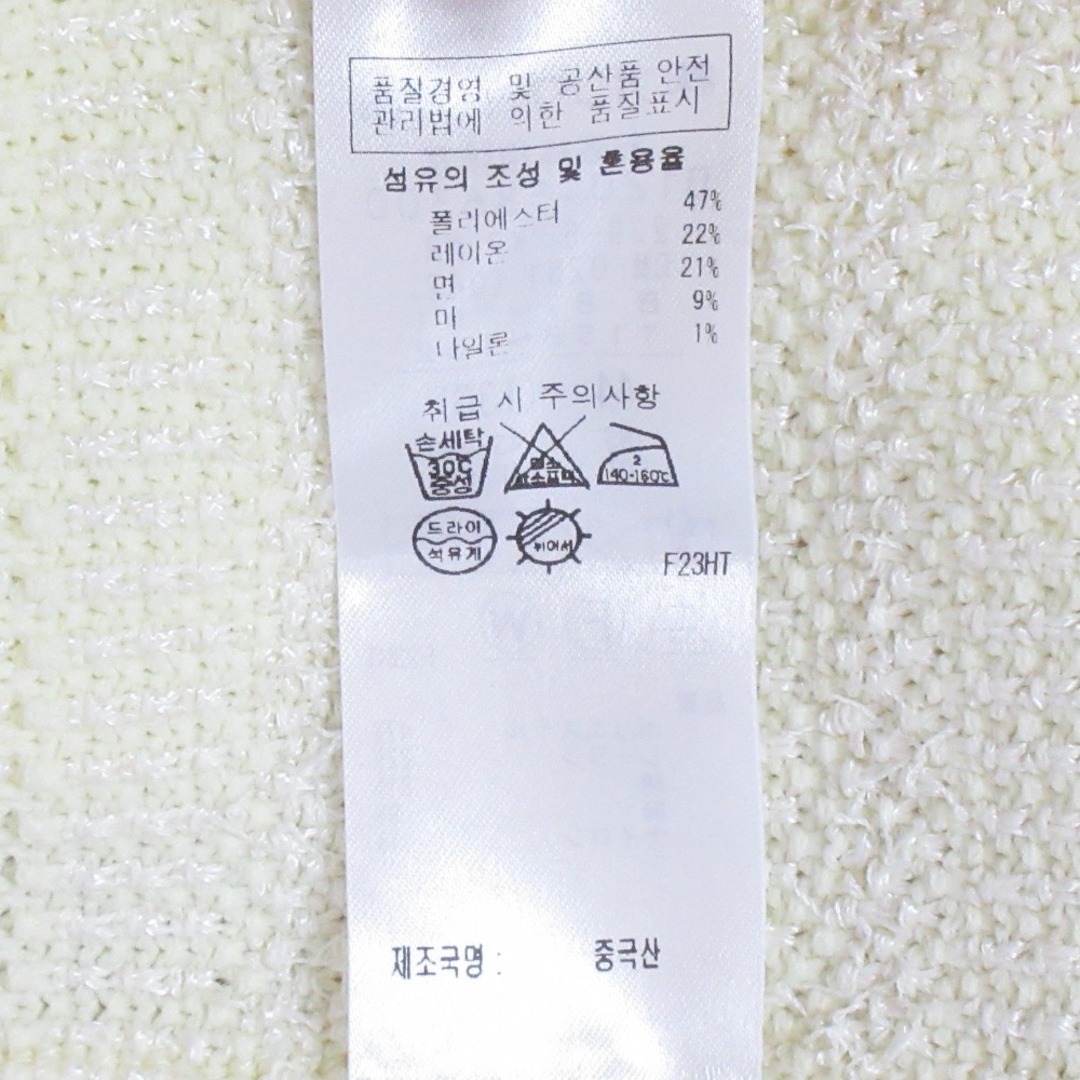 품질경영 및 공산품 안전
관리법에 의한 품질표시
섬유의 조성 및 혼용율
폴리에스터 47%
레이온 22%
면 21%
마 9%
나일론 1%
취급 시 주의사항
손세탁
30℃
중성
2
140-160℃
드라이
석유계
뉘어서
F23HT
제조국명 : 중국산